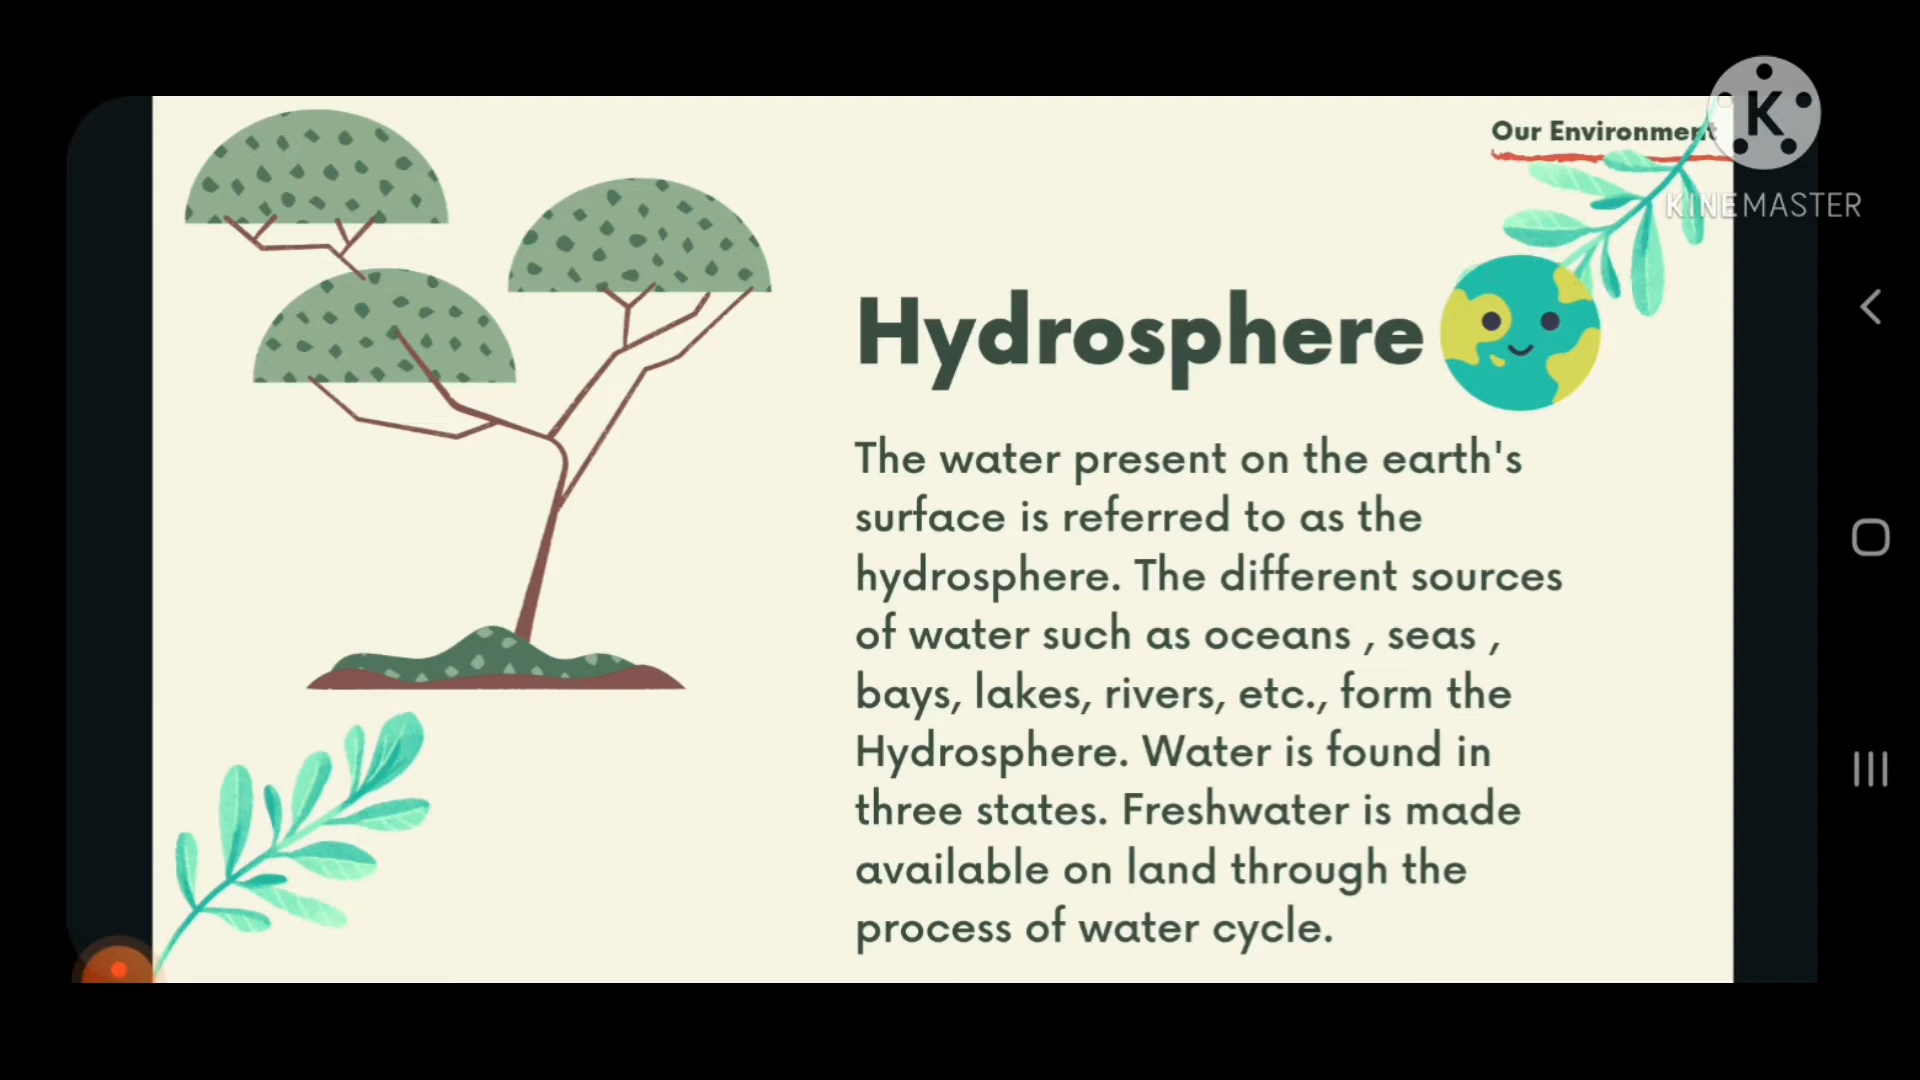 Our Environment
K
KINEMASTER
Hydrosphere
The water present on the earth's
surface is referred to as the
hydrosphere. The different sources
of water such as oceans , seas ,
bays, lakes, rivers, etc., form the
Hydrosphere. Water is found in
three states. Freshwater is made
available on land through the
process of water cycle.